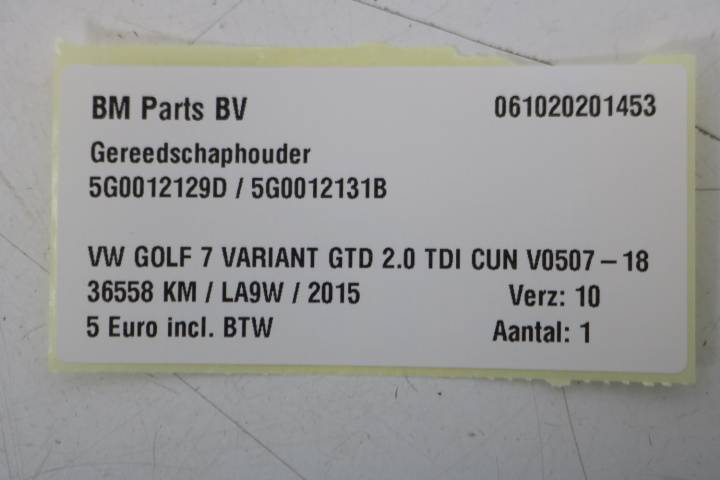 BM Parts BV 061020201453
Gereedschaphouder
5G0012129D / 5G0012131B
VW GOLF 7 VARIANT GTD 2.0 TDI CUN V0507 – 18
36558 KM / LA9W / 2015 Verz: 10
5 Euro incl. BTW Aantal: 1